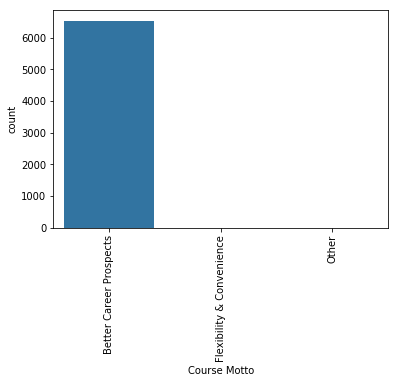 6000
5000
4000
3000
2000
1000
0
count
Better Career Prospects
Flexibility & Convenience
Other
Course Motto